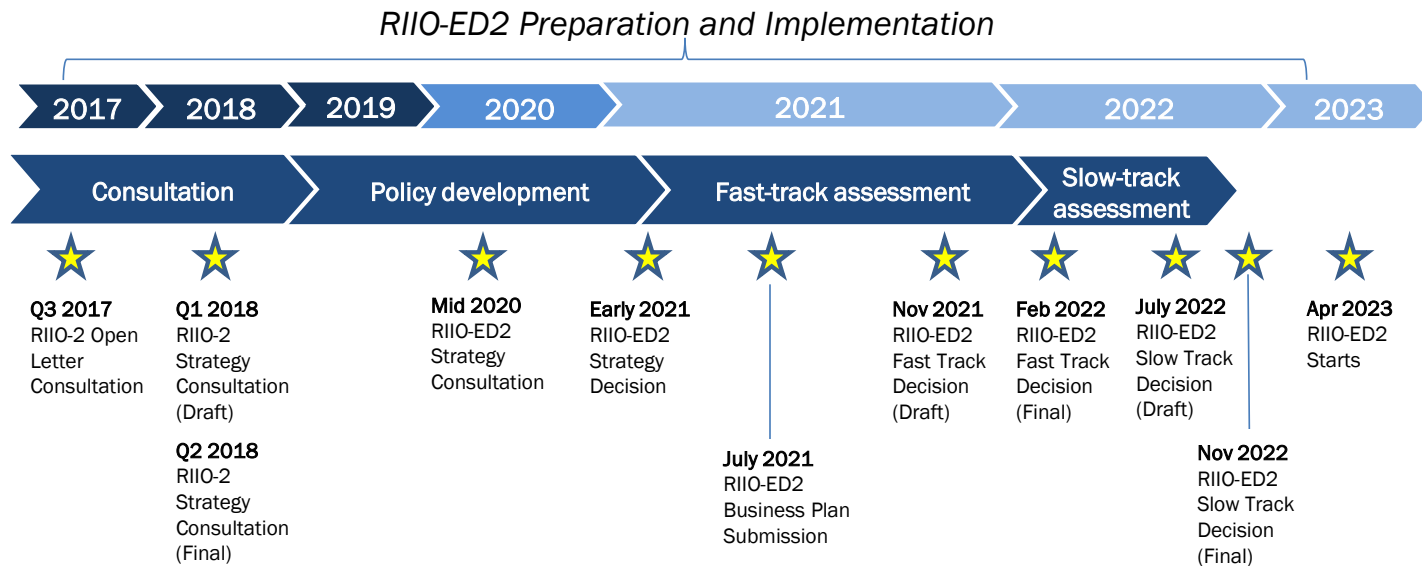 RIIO-ED2 Preparation and Implementation
2017
2018
2019
2020
2021
2022
2023
Consultation
Policy development
Fast-track assessment
Slow-track
assessment
Q3 2017
RIIO-2 Open
Letter
Consultation
Q1 2018
RIIO-2
Strategy
Consultation
(Draft)
Q2 2018
RIIO-2
Strategy
Consultation
(Final)
Mid 2020
RIIO-ED2
Strategy
Consultation
Early 2021
RIIO-ED2
Strategy
Decision
July 2021
RIIO-ED2
Business Plan
Submission
Nov 2021
RIIO-ED2
Fast Track
Decision
(Draft)
Feb 2022
RIIO-ED2
Fast Track
Decision
(Final)
July 2022
RIIO-ED2
Slow Track
Decision
(Draft)
Nov 2022
RIIO-ED2
Slow Track
Decision
(Final)
Apr 2023
RIIO-ED2
Starts